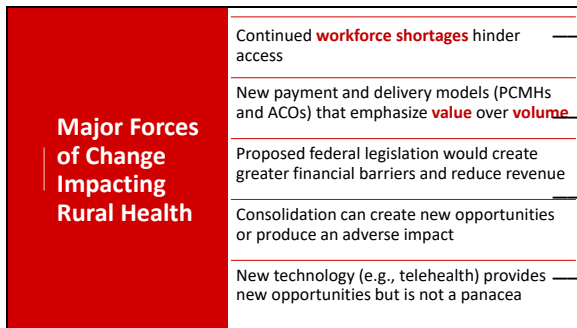 Major Forces
of Change
Impacting
Rural Health
Continued workforce shortages hinder
access
New payment and delivery models (PCMHs
and ACOs) that emphasize value over volume
Proposed federal legislation would create
greater financial barriers and reduce revenue
Consolidation can create new opportunities
or produce an adverse impact
New technology (e.g., telehealth) provides
new opportunities but is not a panacea